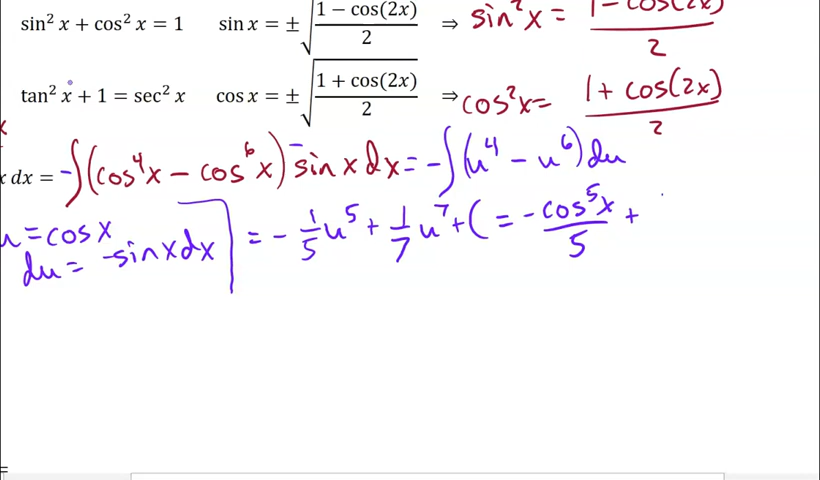 sin² x + cos² x = 1 sin x = ± √((1 − cos(2x))/2) ⇒ sin²x = (1 − cos(2x))/2
tan² x + 1 = sec² x cos x = ± √((1 + cos(2x))/2) ⇒ cos²x = (1 + cos(2x))/2
x dx = −∫(cos⁴x − cos⁶x) −sin x dx = −∫(u⁴ − u⁶) du
u = cos x
du = −sin x dx = −1/5 u⁵ + 1/7 u⁷ + C = −cos⁵x/5 +
=